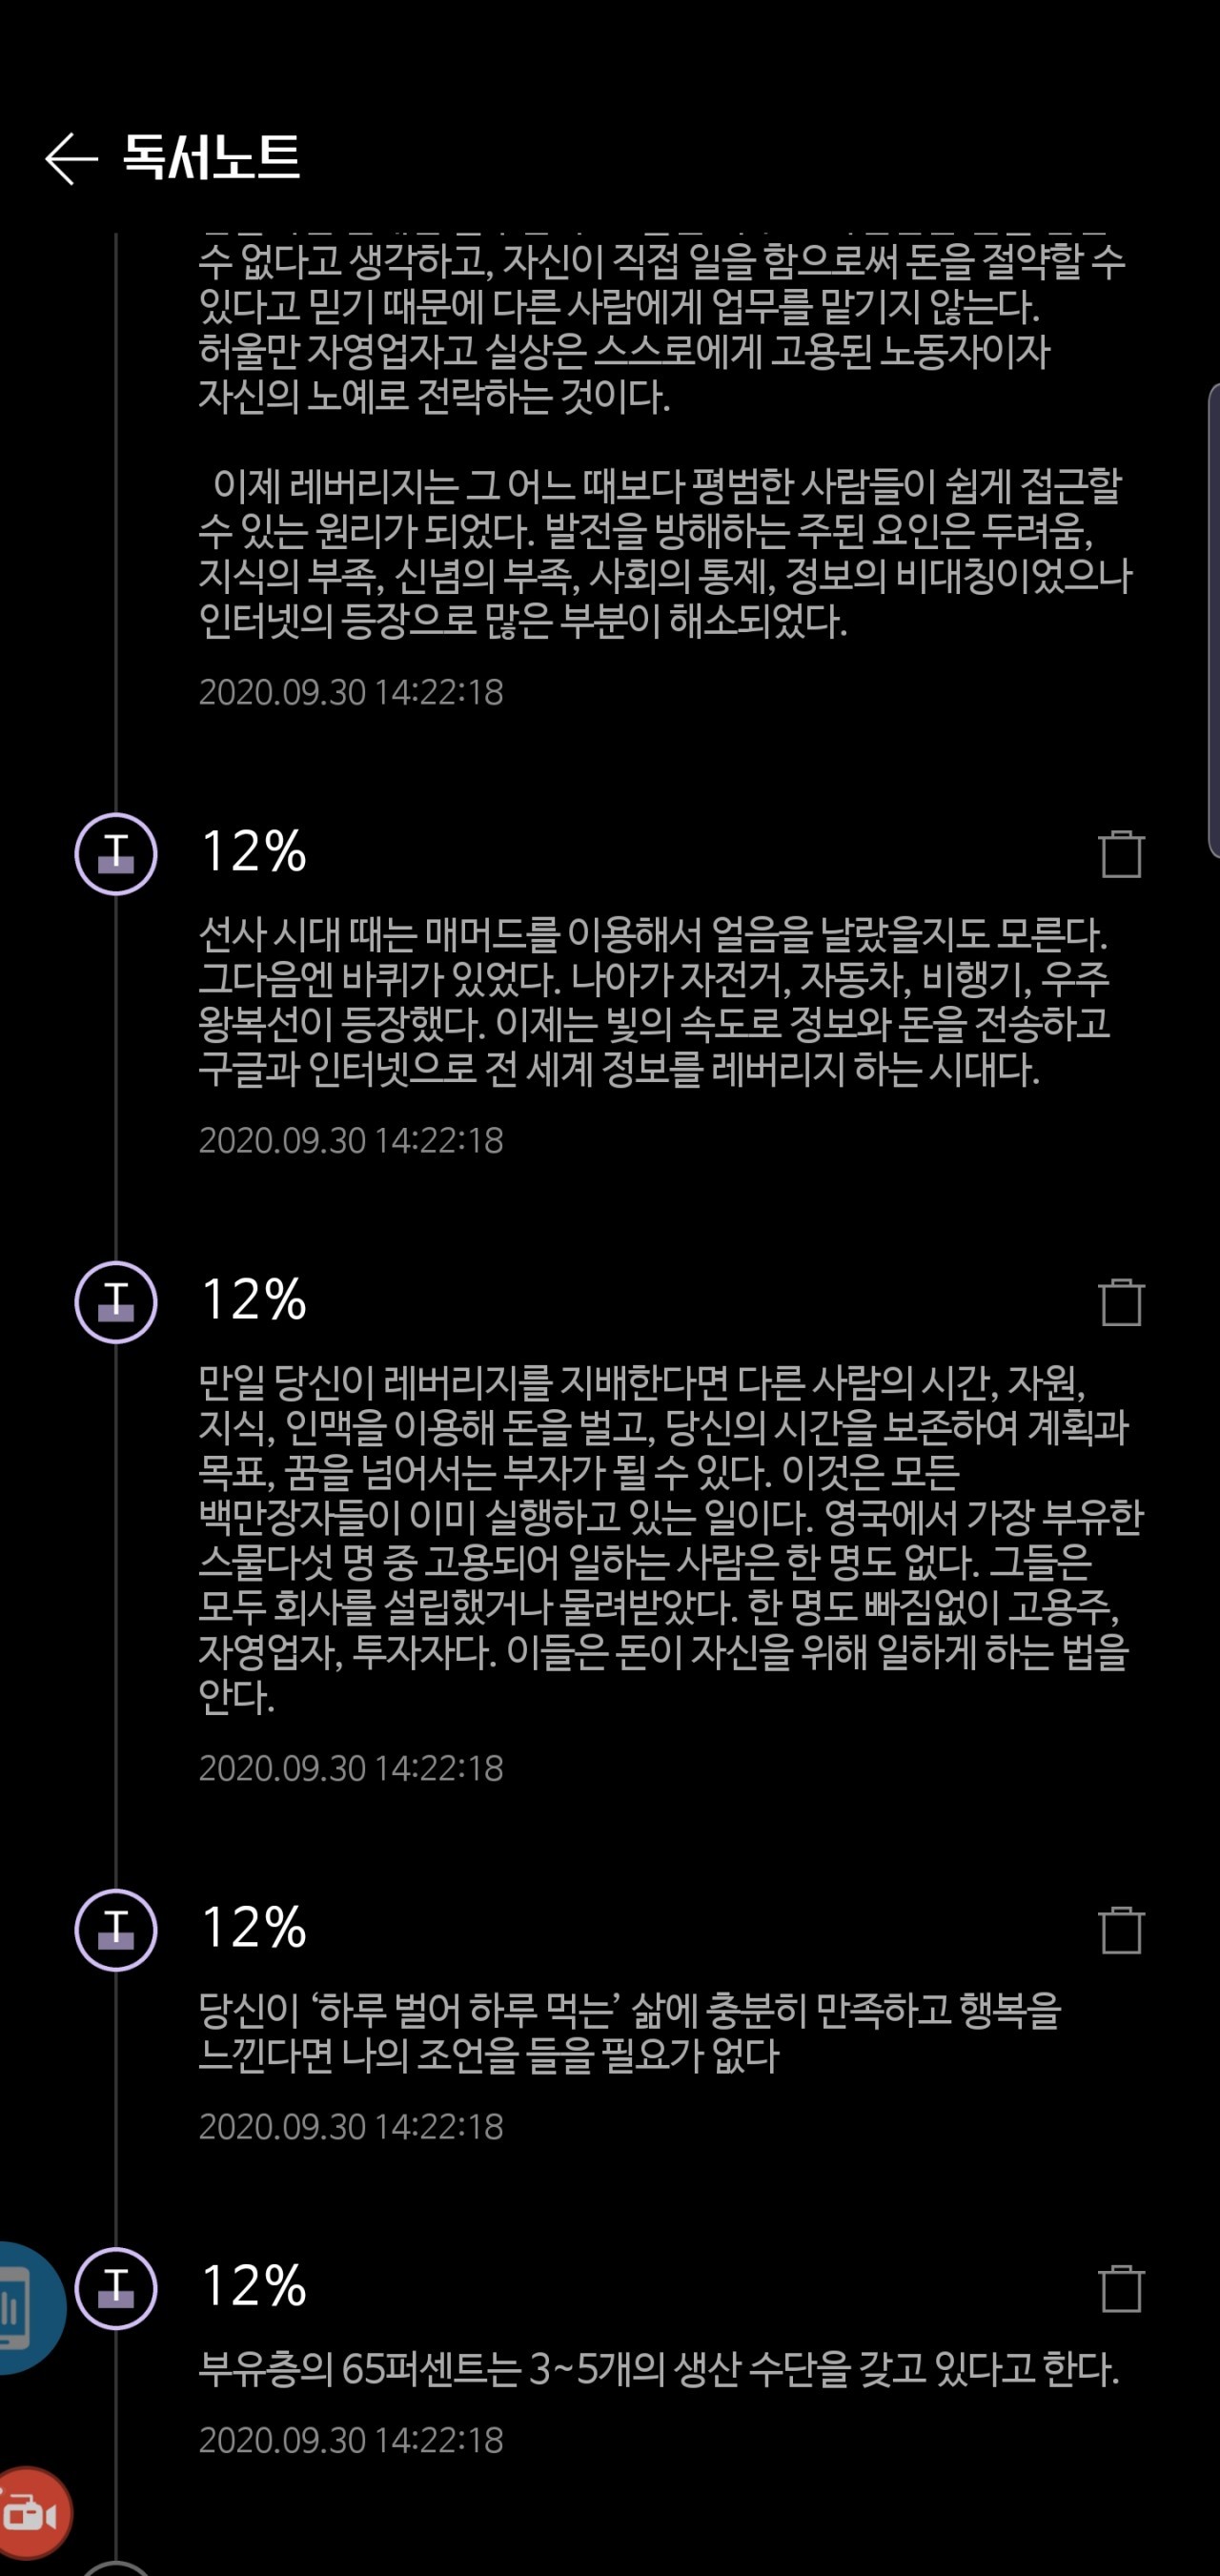 독서노트
수 없다고 생각하고, 자신이 직접 일을 함으로써 돈을 절약할 수
있다고 믿기 때문에 다른 사람에게 업무를 맡기지 않는다.
허울만 자영업자고 실상은 스스로에게 고용된 노동자이자
자신의 노예로 전락하는 것이다.
이제 레버리지는 그 어느 때보다 평범한 사람들이 쉽게 접근할
수 있는 원리가 되었다. 발전을 방해하는 주된 요인은 두려움,
지식의 부족, 신념의 부족, 사회의 통제, 정보의 비대칭이었으나
인터넷의 등장으로 많은 부분이 해소되었다.
2020.09.30 14:22:18
T 12%
선사 시대 때는 매머드를 이용해서 얼음을 날랐을지도 모른다.
그다음엔 바퀴가 있었다. 나아가 자전거, 자동차, 비행기, 우주
왕복선이 등장했다. 이제는 빛의 속도로 정보와 돈을 전송하고
구글과 인터넷으로 전 세계 정보를 레버리지 하는 시대다.
2020.09.30 14:22:18
T 12%
만일 당신이 레버리지를 지배한다면 다른 사람의 시간, 자원,
지식, 인맥을 이용해 돈을 벌고, 당신의 시간을 보존하여 계획과
목표, 꿈을 넘어서는 부자가 될 수 있다. 이것은 모든
백만장자들이 이미 실행하고 있는 일이다. 영국에서 가장 부유한
스물다섯 명 중 고용되어 일하는 사람은 한 명도 없다. 그들은
모두 회사를 설립했거나 물려받았다. 한 명도 빠짐없이 고용주,
자영업자, 투자자다. 이들은 돈이 자신을 위해 일하게 하는 법을
안다.
2020.09.30 14:22:18
T 12%
당신이 ‘하루 벌어 하루 먹는’ 삶에 충분히 만족하고 행복을
느낀다면 나의 조언을 들을 필요가 없다
2020.09.30 14:22:18
T 12%
부유층의 65퍼센트는 3~5개의 생산 수단을 갖고 있다고 한다.
2020.09.30 14:22:18